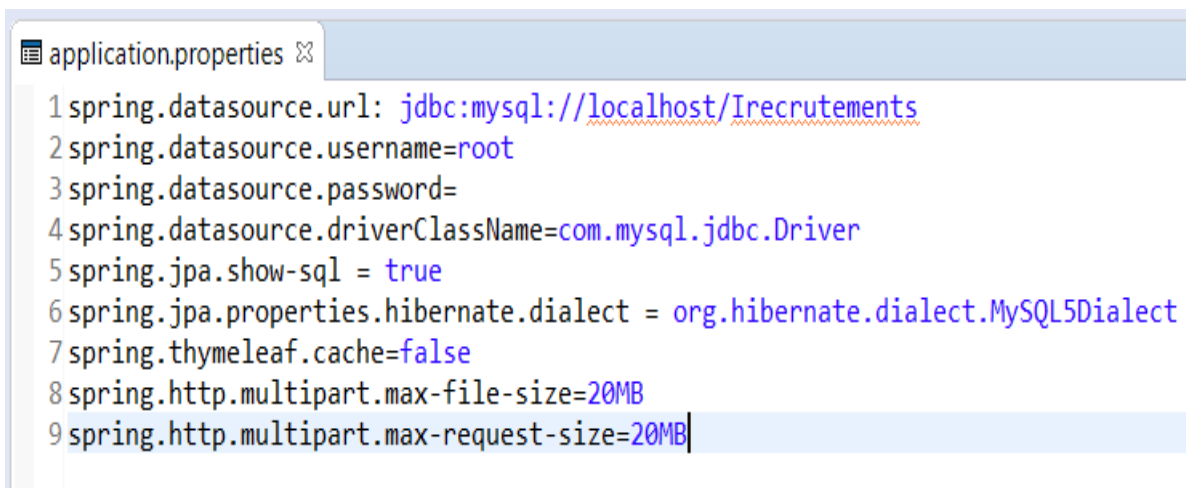 application.properties
1 spring.datasource.url: jdbc:mysql://localhost/Irecrutements
2 spring.datasource.username=root
3 spring.datasource.password=
4 spring.datasource.driverClassName=com.mysql.jdbc.Driver
5 spring.jpa.show-sql = true
6 spring.jpa.properties.hibernate.dialect = org.hibernate.dialect.MySQL5Dialect
7 spring.thymeleaf.cache=false
8 spring.http.multipart.max-file-size=20MB
9 spring.http.multipart.max-request-size=20MB